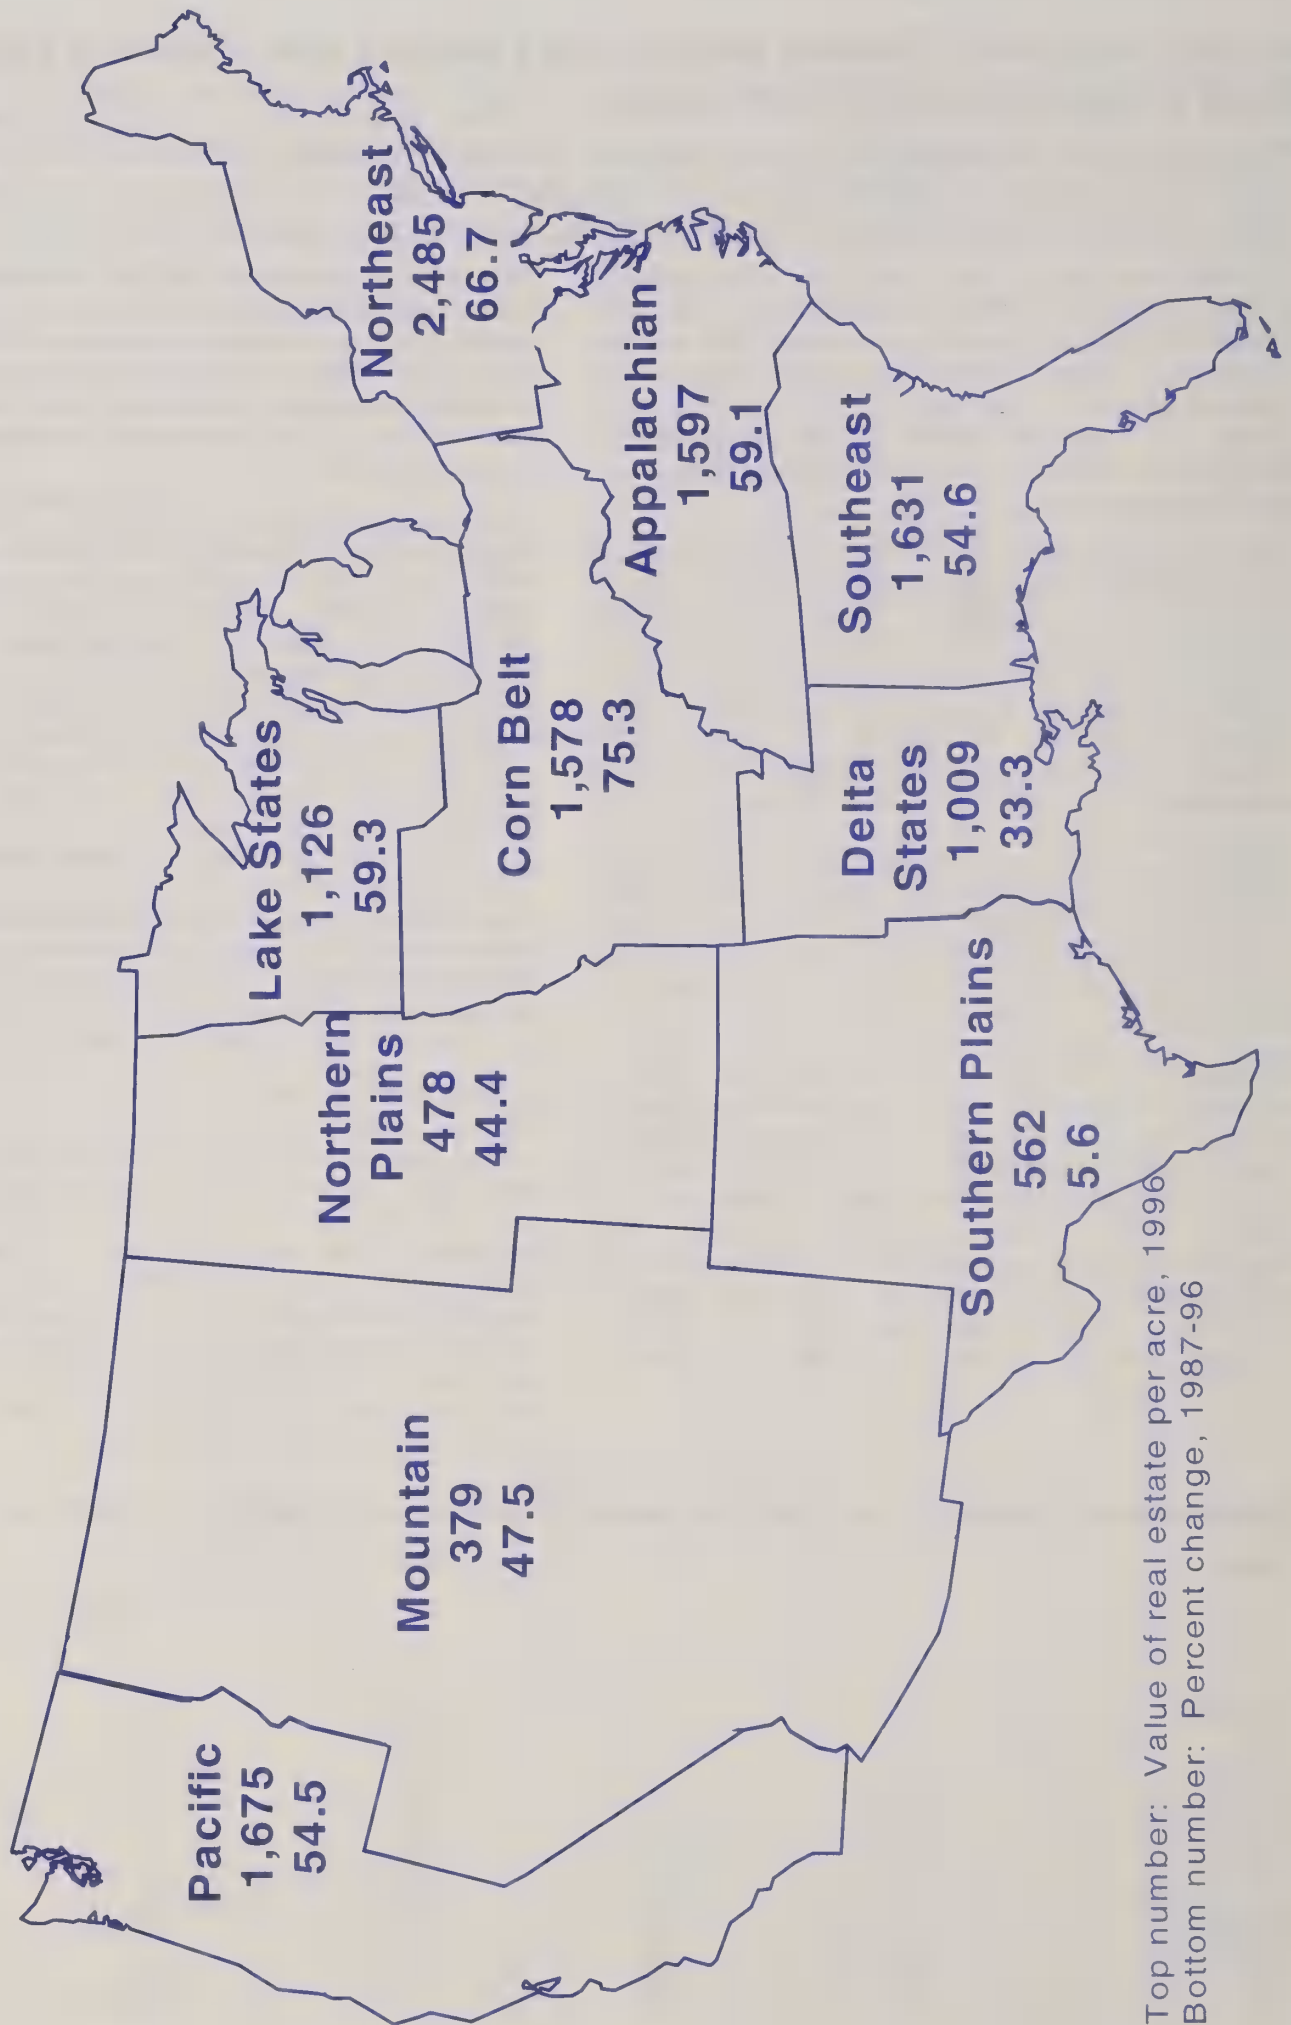 Pacific
1,675
54.5
Mountain
379
47.5
Northern
Plains
478
44.4
Lake States
1,126
59.3
Corn Belt
1,578
75.3
Northeast
2,485
66.7
Appalachian
1,597
59.1
Southeast
1,631
54.6
Delta
States
1,009
33.3
Southern Plains
562
5.6
Top number: Value of real estate per acre, 1996
Bottom number: Percent change, 1987-96